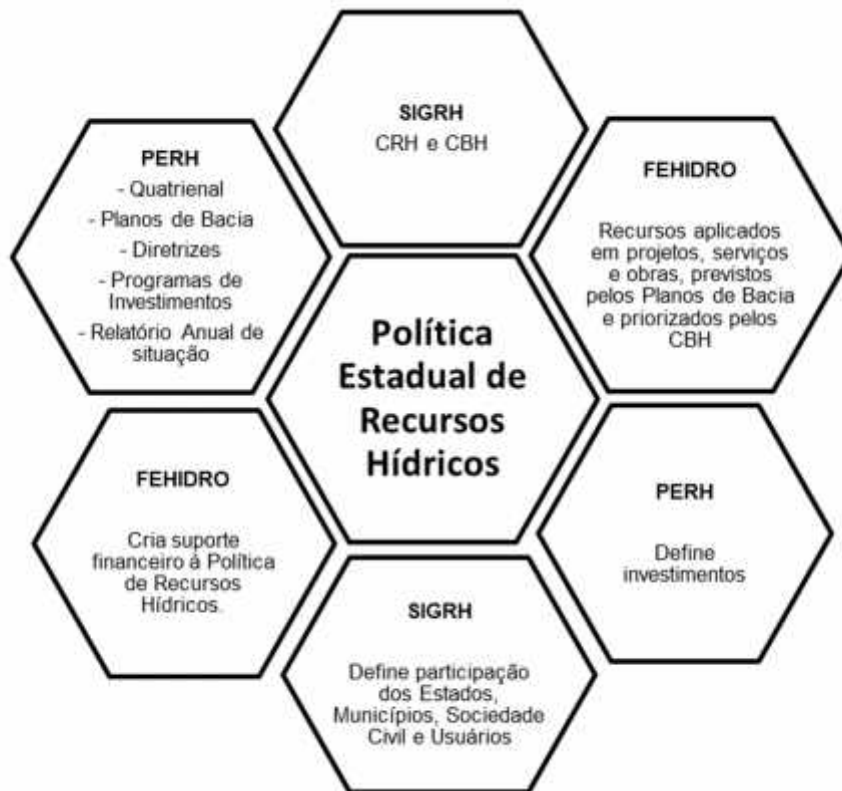 SIGRH
CRH e CBH
PERH
- Quatrienal
- Planos de Bacia
- Diretrizes
- Programas de
Investimentos
- Relatório Anual de
situação
FEHIDRO
Recursos aplicados
em projetos, serviços
e obras, previstos
pelos Planos de Bacia
e priorizados pelos
CBH
Política
Estadual de
Recursos
Hídricos
FEHIDRO
Cria suporte
financeiro á Política
de Recursos
Hídricos.
PERH
Define
investimentos
SIGRH
Define participação
dos Estados,
Municípios, Sociedade
Civil e Usuários